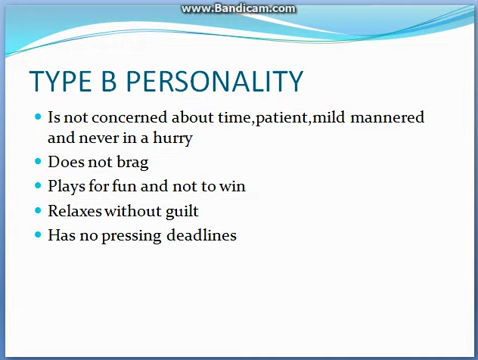 www.Bandicam.com
TYPE B PERSONALITY
Is not concerned about time,patient,mild mannered
and never in a hurry
Does not brag
Plays for fun and not to win
Relaxes without guilt
Has no pressing deadlines